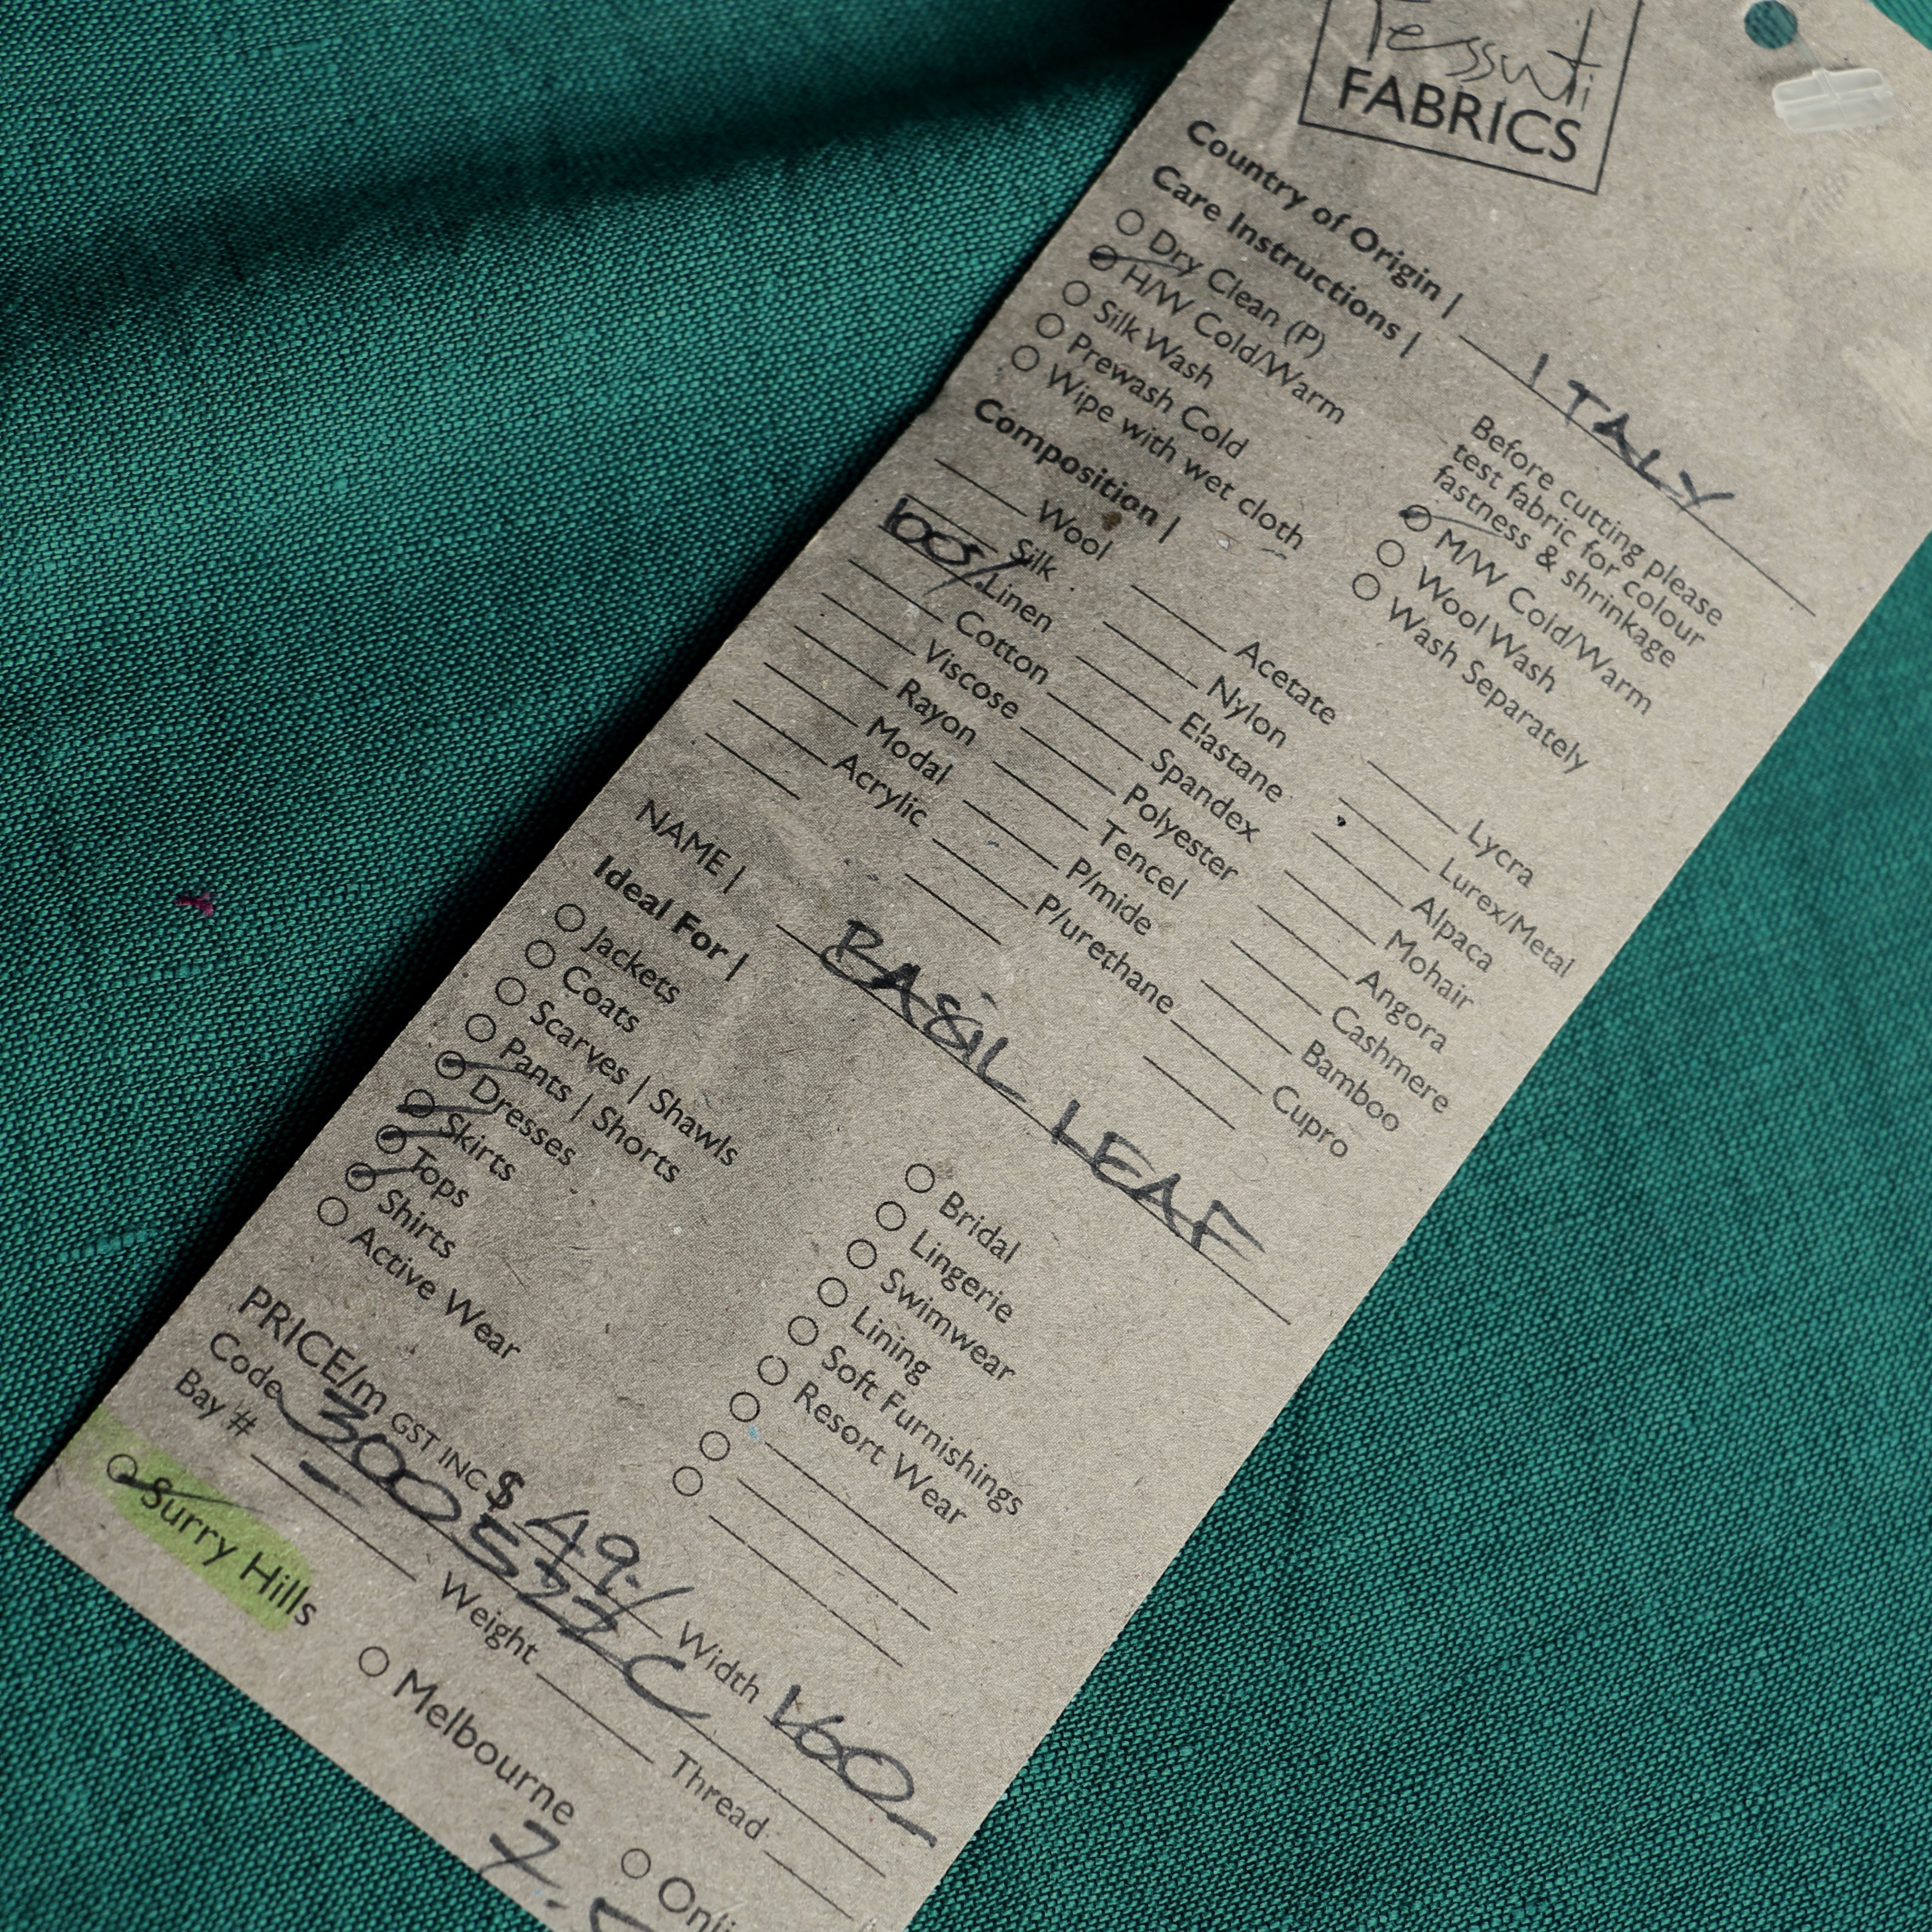 Tessuti
FABRICS
Country of Origin | ITALY
Care Instructions |
Before cutting please
test fabric for colour
fastness & shrinkage
Dry Clean (P)
H/W Cold/Warm
Silk Wash
Prewash Cold
Wipe with wet cloth
M/W Cold/Warm
Wool Wash
Wash Separately
Composition |
Wool
Silk
100% Linen
Cotton
Viscose
Rayon
Modal
Acrylic
Acetate
Nylon
Elastane
Spandex
Polyester
Tencel
P/mide
P/urethane
Lycra
Lurex/Metal
Alpaca
Mohair
Angora
Cashmere
Bamboo
Cupro
NAME | BASIL LEAF
Ideal For |
Jackets
Coats
Scarves | Shawls
Pants | Shorts
Dresses
Skirts
Tops
Shirts
Active Wear
Bridal
Lingerie
Swimwear
Lining
Soft Furnishings
Resort Wear
PRICE/m GST INC $ 49.- Width 160
Code 300 577 C
Bay # - Weight Thread
Surry Hills Melbourne